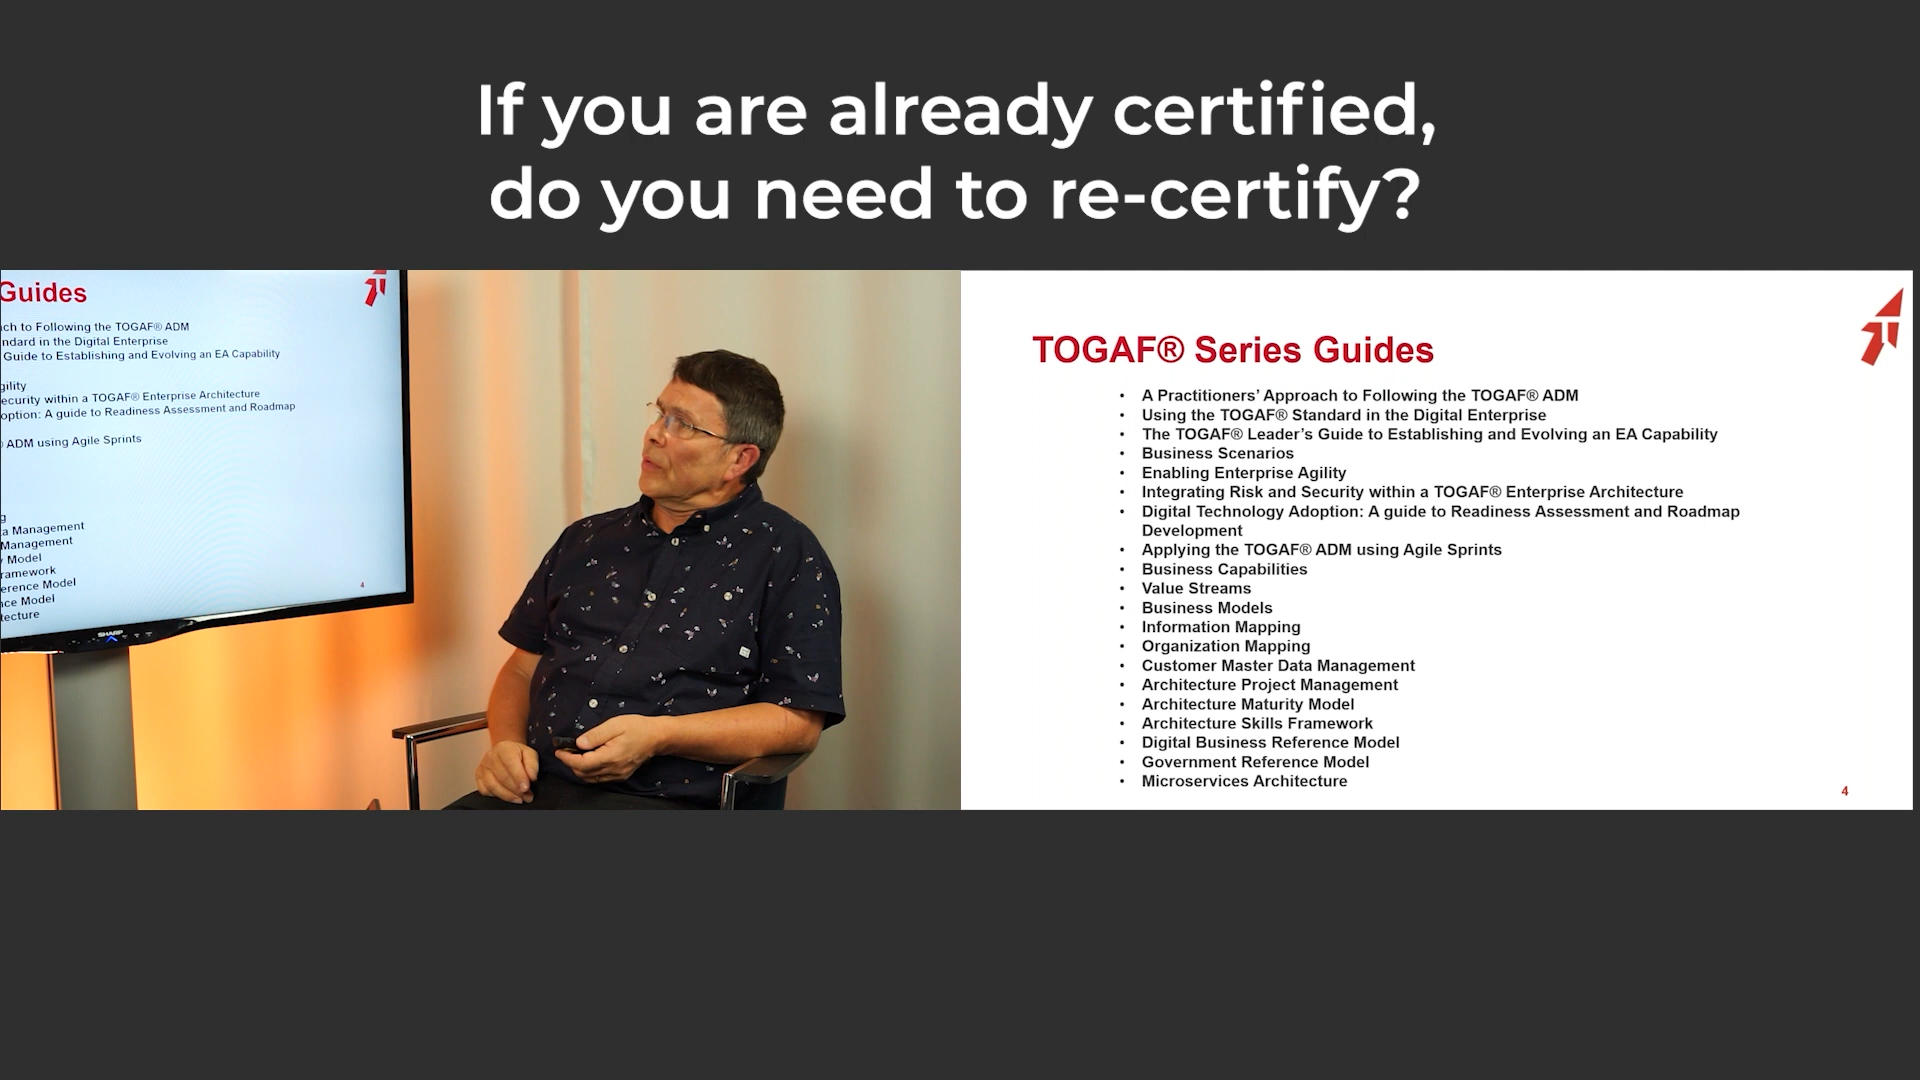 If you are already certified,
do you need to re-certify?
Guides
ch to Following the TOGAF® ADM
ndard in the Digital Enterprise
Guide to Establishing and Evolving an EA Capability
gility
ecurity within a TOGAF® Enterprise Architecture
option: A guide to Readiness Assessment and Roadmap
ADM using Agile Sprints
g
a Management
Management
Model
ramework
erence Model
nce Model
tecture
4
SHARP
TOGAF® Series Guides
• A Practitioners’ Approach to Following the TOGAF® ADM
• Using the TOGAF® Standard in the Digital Enterprise
• The TOGAF® Leader’s Guide to Establishing and Evolving an EA Capability
• Business Scenarios
• Enabling Enterprise Agility
• Integrating Risk and Security within a TOGAF® Enterprise Architecture
• Digital Technology Adoption: A guide to Readiness Assessment and Roadmap
Development
• Applying the TOGAF® ADM using Agile Sprints
• Business Capabilities
• Value Streams
• Business Models
• Information Mapping
• Organization Mapping
• Customer Master Data Management
• Architecture Project Management
• Architecture Maturity Model
• Architecture Skills Framework
• Digital Business Reference Model
• Government Reference Model
• Microservices Architecture
4